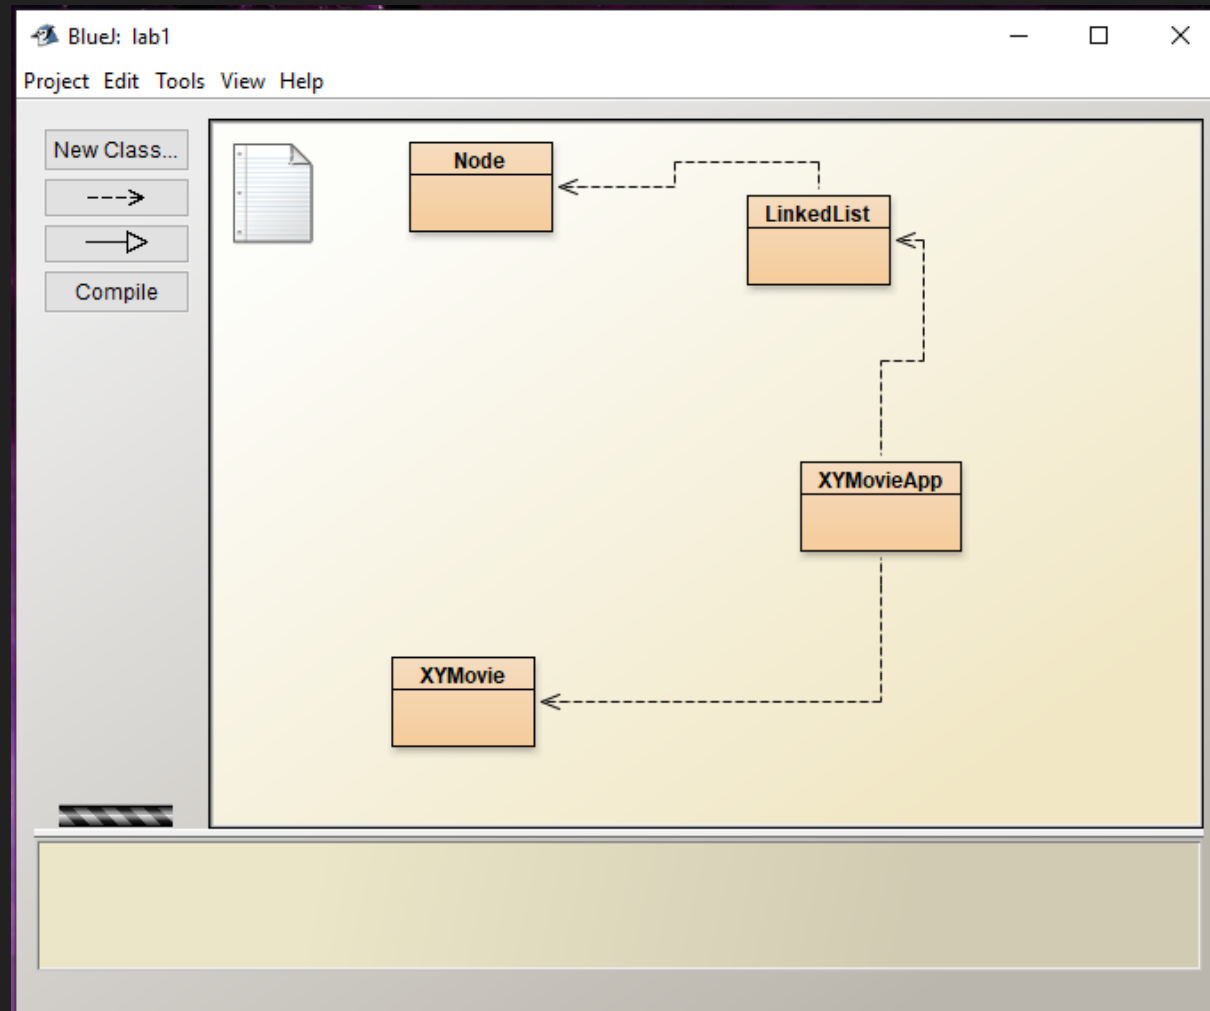 BlueJ: lab1
Project Edit Tools View Help
New Class...
Compile
Node
LinkedList
XYMovieApp
XYMovie